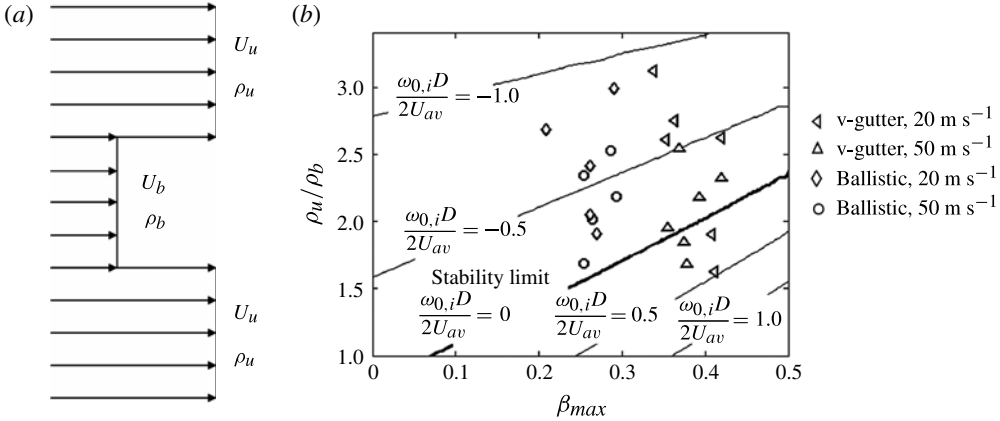 (a)
U_u
ρ_u
U_b
ρ_b
U_u
ρ_u
(b)
3.0
2.5
2.0
1.5
1.0
ρ_u/ρ_b
0
0.1
0.2
0.3
0.4
0.5
β_max
ω_{0,i}D / 2U_{av} = −1.0
ω_{0,i}D / 2U_{av} = −0.5
Stability limit
ω_{0,i}D / 2U_{av} = 0
ω_{0,i}D / 2U_{av} = 0.5
ω_{0,i}D / 2U_{av} = 1.0
v-gutter, 20 m s⁻¹
v-gutter, 50 m s⁻¹
Ballistic, 20 m s⁻¹
Ballistic, 50 m s⁻¹